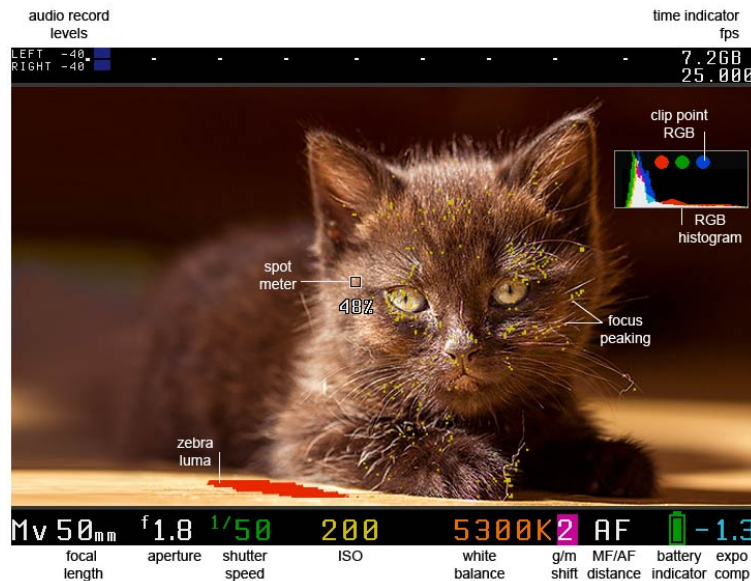 audio record
levels
time indicator
fps
LEFT -40
RIGHT -40
7.2GB
25.000
clip point
RGB
RGB
histogram
spot
meter
48%
focus
peaking
zebra
luma
Mv 50mm f1.8 1/50 200 5300K 2 AF -1.3
focal
length
aperture
shutter
speed
ISO
white
balance
g/m
shift
MF/AF
distance
battery
indicator
expo
comp